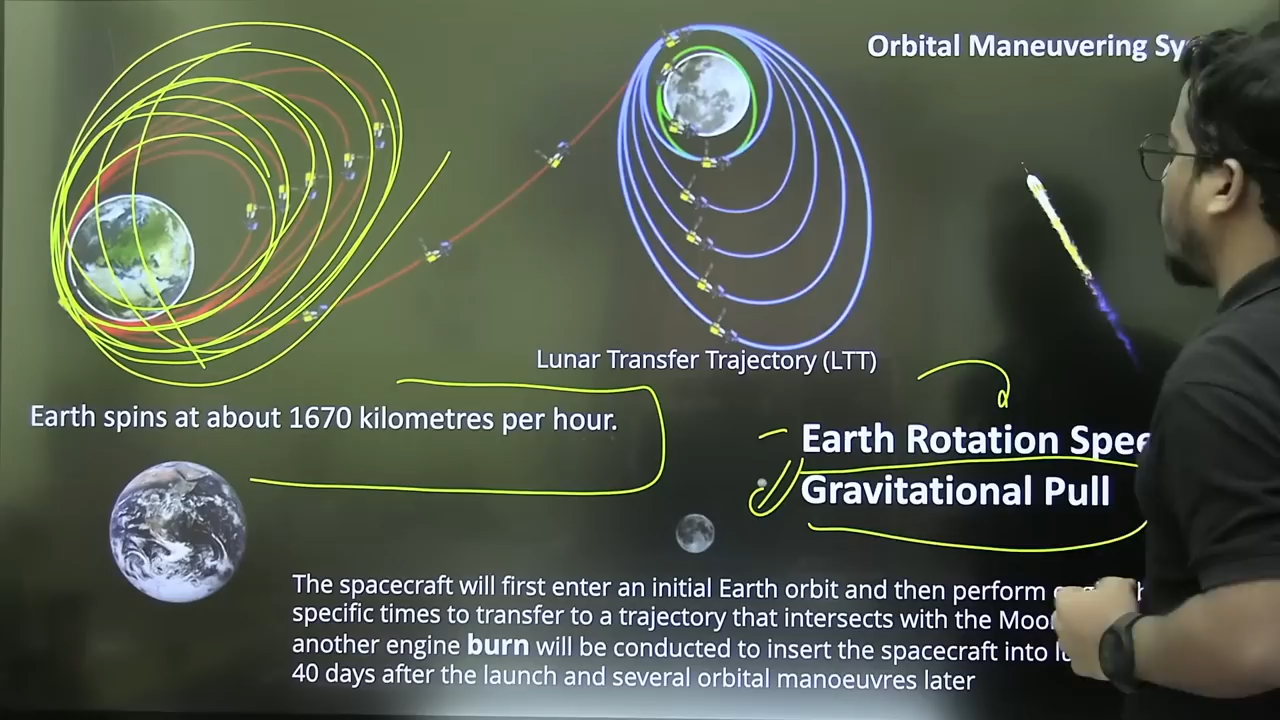 Orbital Maneuvering Sy
Lunar Transfer Trajectory (LTT)
Earth spins at about 1670 kilometres per hour.
Earth Rotation Spee
Gravitational Pull
The spacecraft will first enter an initial Earth orbit and then perform
specific times to transfer to a trajectory that intersects with the Moon
another engine burn will be conducted to insert the spacecraft into
40 days after the launch and several orbital manoeuvres later